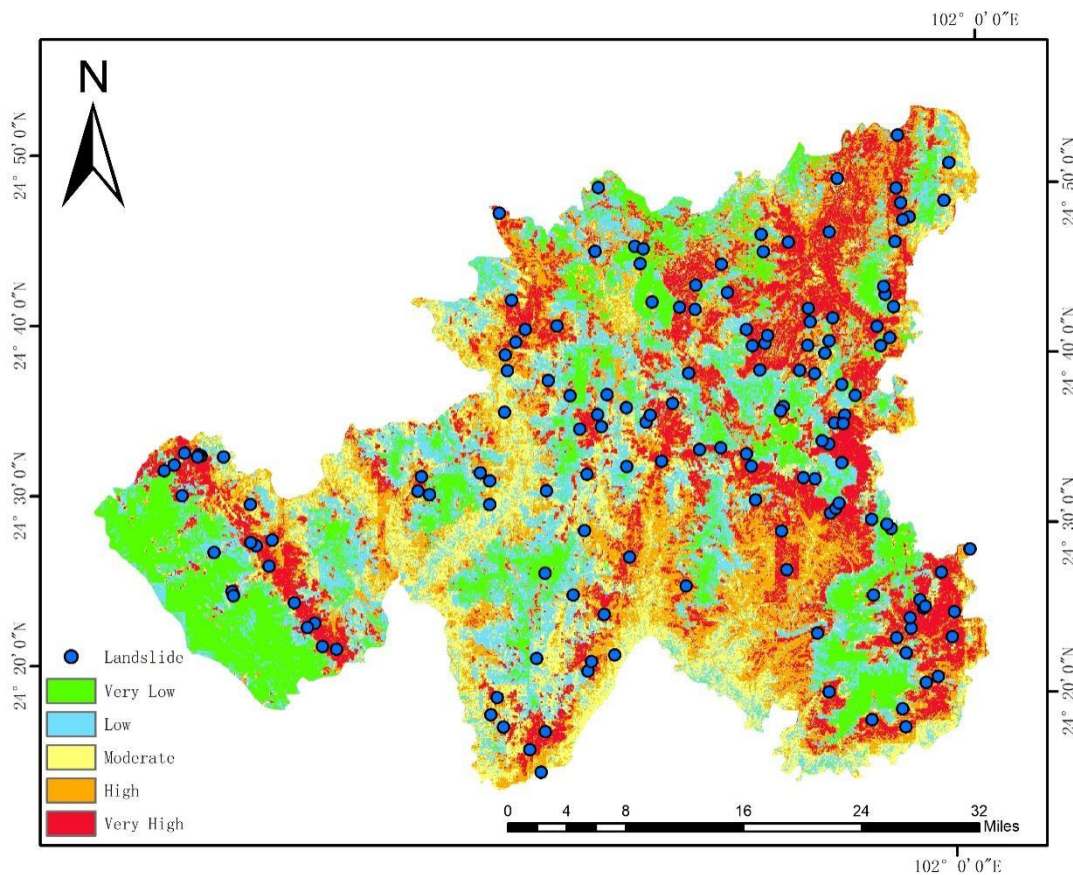 102° 0′0″E
N
24° 50′0″N
24° 50′0″N
24° 40′0″N
24° 40′0″N
24° 30′0″N
24° 30′0″N
24° 20′0″N
24° 20′0″N
Landslide
Very Low
Low
Moderate
High
Very High
0 4 8 16 24 32
Miles
102° 0′0″E